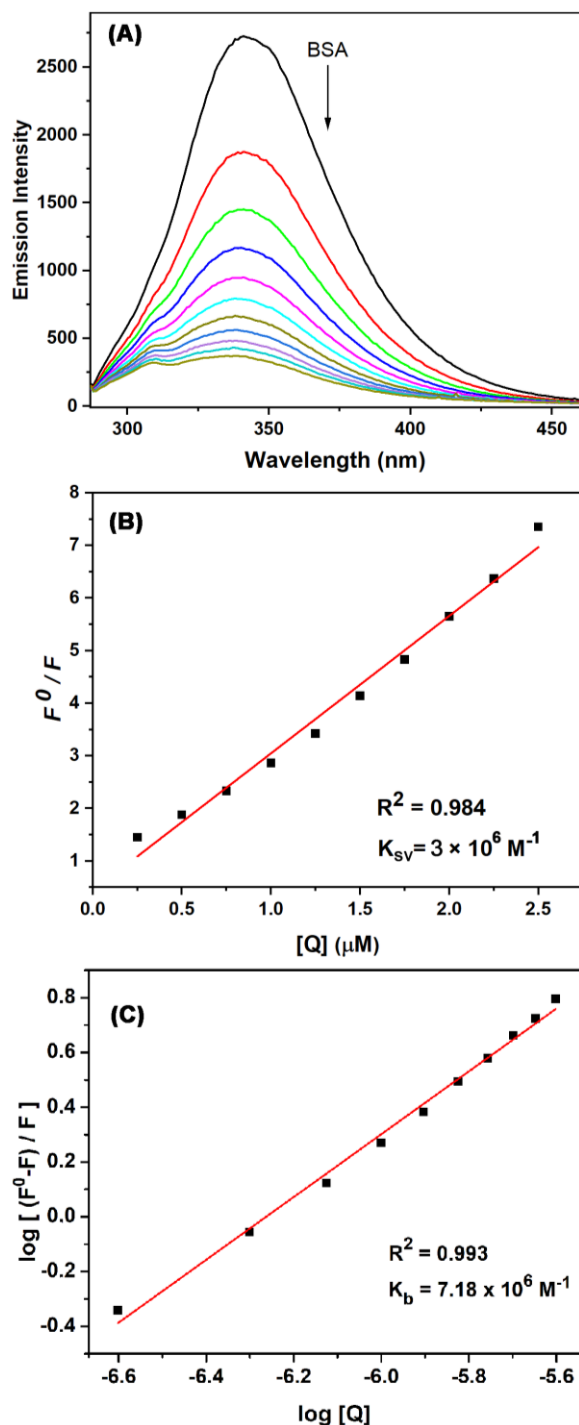 (A)
BSA
2500
2000
1500
1000
500
0
Emission Intensity
300 350 400 450
Wavelength (nm)
(B)
8
7
6
5
4
3
2
1
F⁰ / F
R² = 0.984
K_SV = 3 × 10⁶ M⁻¹
0.0 0.5 1.0 1.5 2.0 2.5
[Q] (μM)
(C)
0.8
0.4
0.0
-0.2
-0.4
log [ (F⁰-F) / F ]
R² = 0.993
K_b = 7.18 x 10⁶ M⁻¹
-6.6 -6.4 -6.2 -6.0 -5.8 -5.6
log [Q]